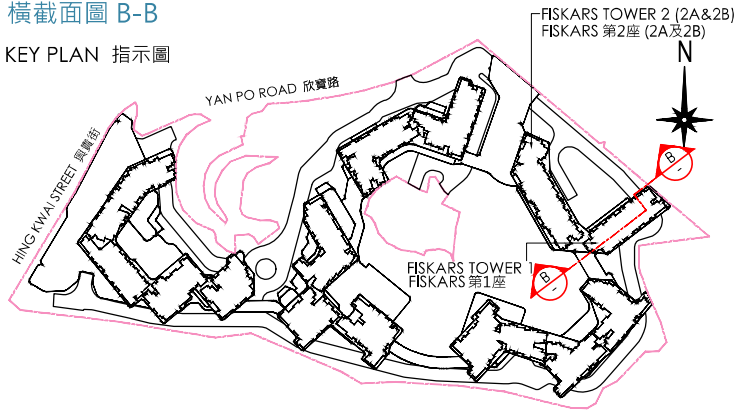 橫截面圖 B-B
KEY PLAN 指示圖
FISKARS TOWER 2 (2A&2B)
FISKARS 第2座 (2A及2B)
N
YAN PO ROAD 欣寶路
HING KWAI STREET 興貴街
B
-
FISKARS TOWER 1
FISKARS 第1座
B
-